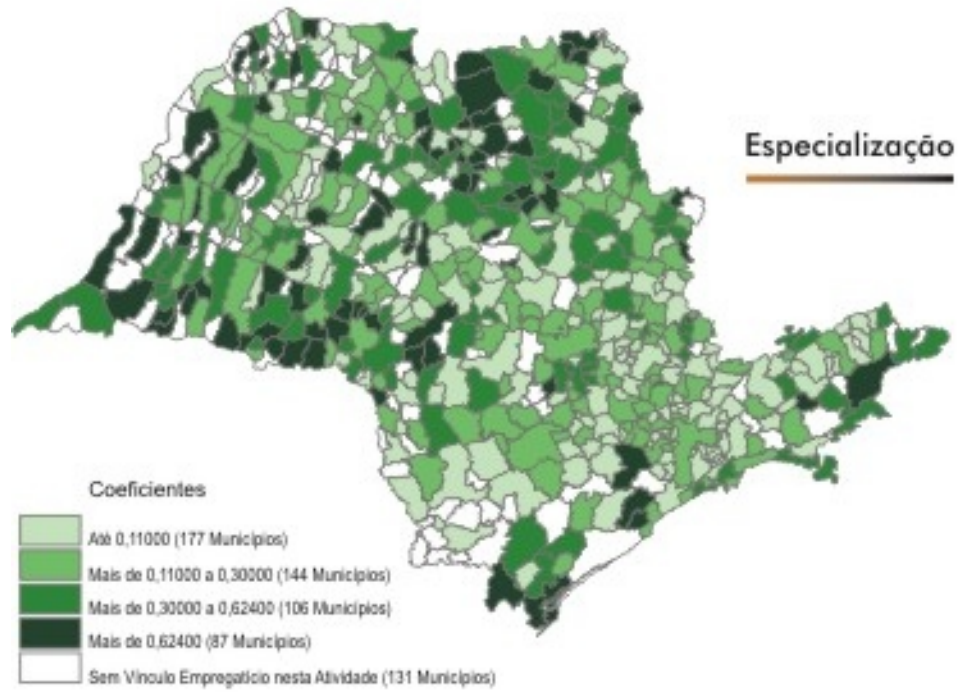 Especialização
Coeficientes
Até 0,11000 (177 Municípios)
Mais de 0,11000 a 0,30000 (144 Municípios)
Mais de 0,30000 a 0,62400 (106 Municípios)
Mais de 0,62400 (87 Municípios)
Sem Vínculo Empregatício nesta Atividade (131 Municípios)